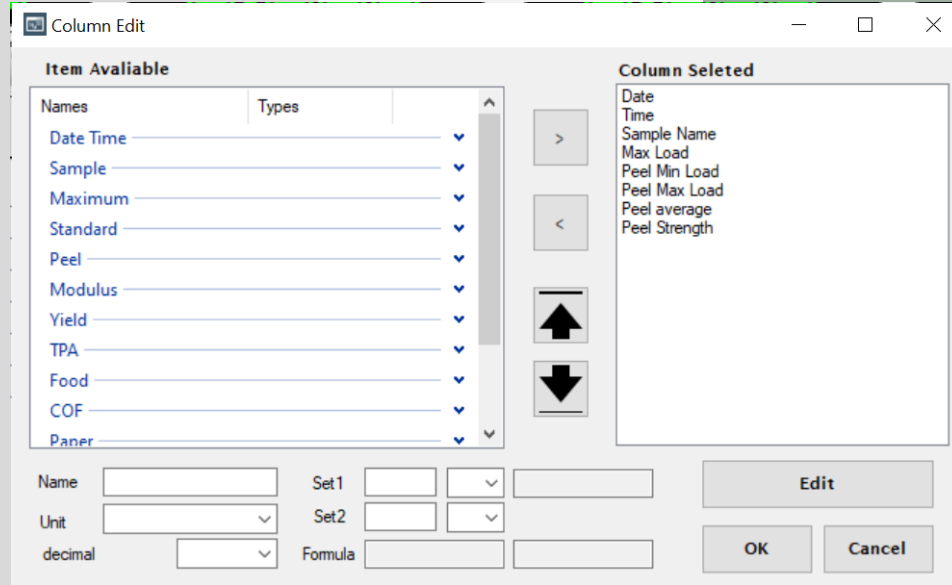 Column Edit
Item Avaliable
Names Types
Date Time
Sample
Maximum
Standard
Peel
Modulus
Yield
TPA
Food
COF
Paper
>
<
Column Seleted
Date
Time
Sample Name
Max Load
Peel Min Load
Peel Max Load
Peel average
Peel Strength
Name
Unit
decimal
Set1
Set2
Formula
Edit
OK
Cancel